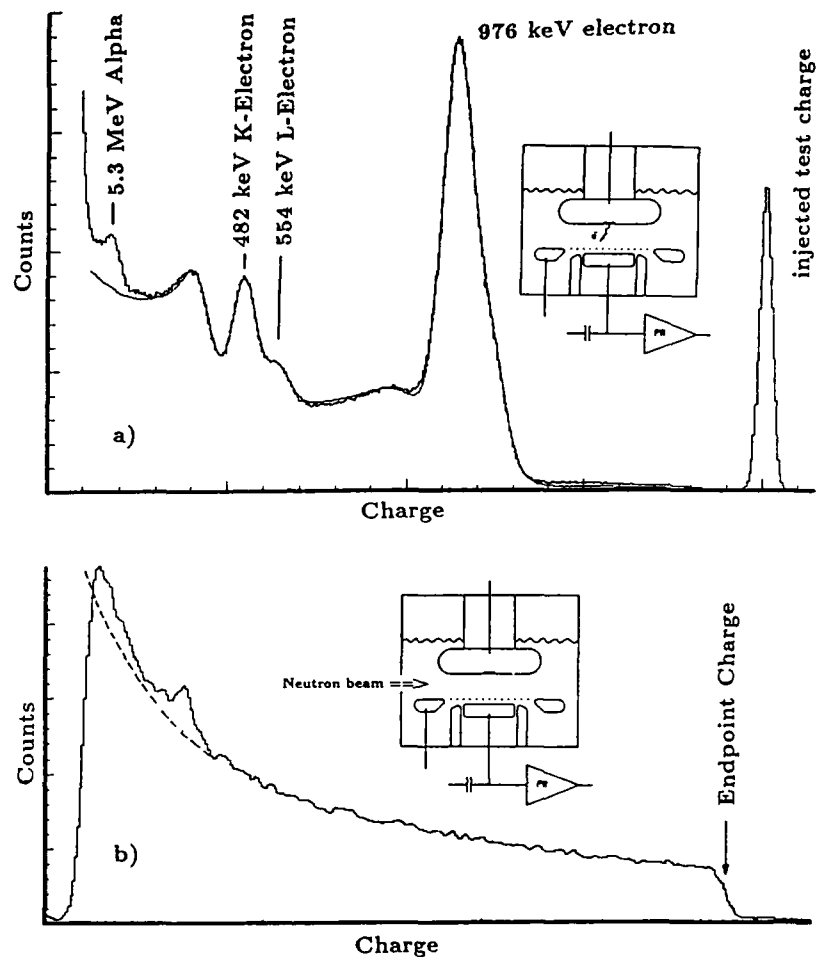 976 keV electron
5.3 MeV Alpha
482 keV K-Electron
554 keV L-Electron
injected test charge
Counts
a)
Charge
Neutron beam ==>
Endpoint Charge
Counts
b)
Charge